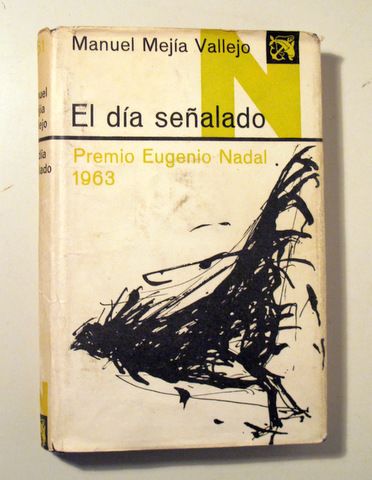 Manuel Mejía Vallejo
N
El día señalado
Premio Eugenio Nadal
1963